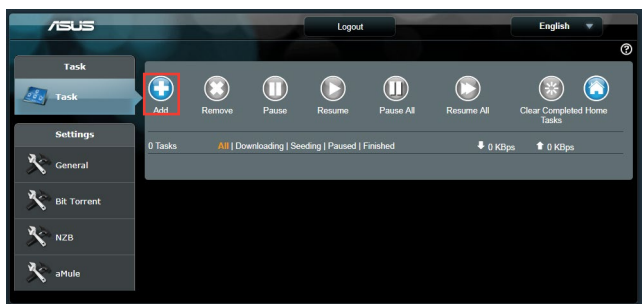 ASUS
Logout
English
?
Task
Task
Settings
General
Bit Torrent
NZB
aMule
Add
Remove
Pause
Resume
Pause All
Resume All
Clear Completed Tasks
Home
0 Tasks
All | Downloading | Seeding | Paused | Finished
0 KBps
0 KBps